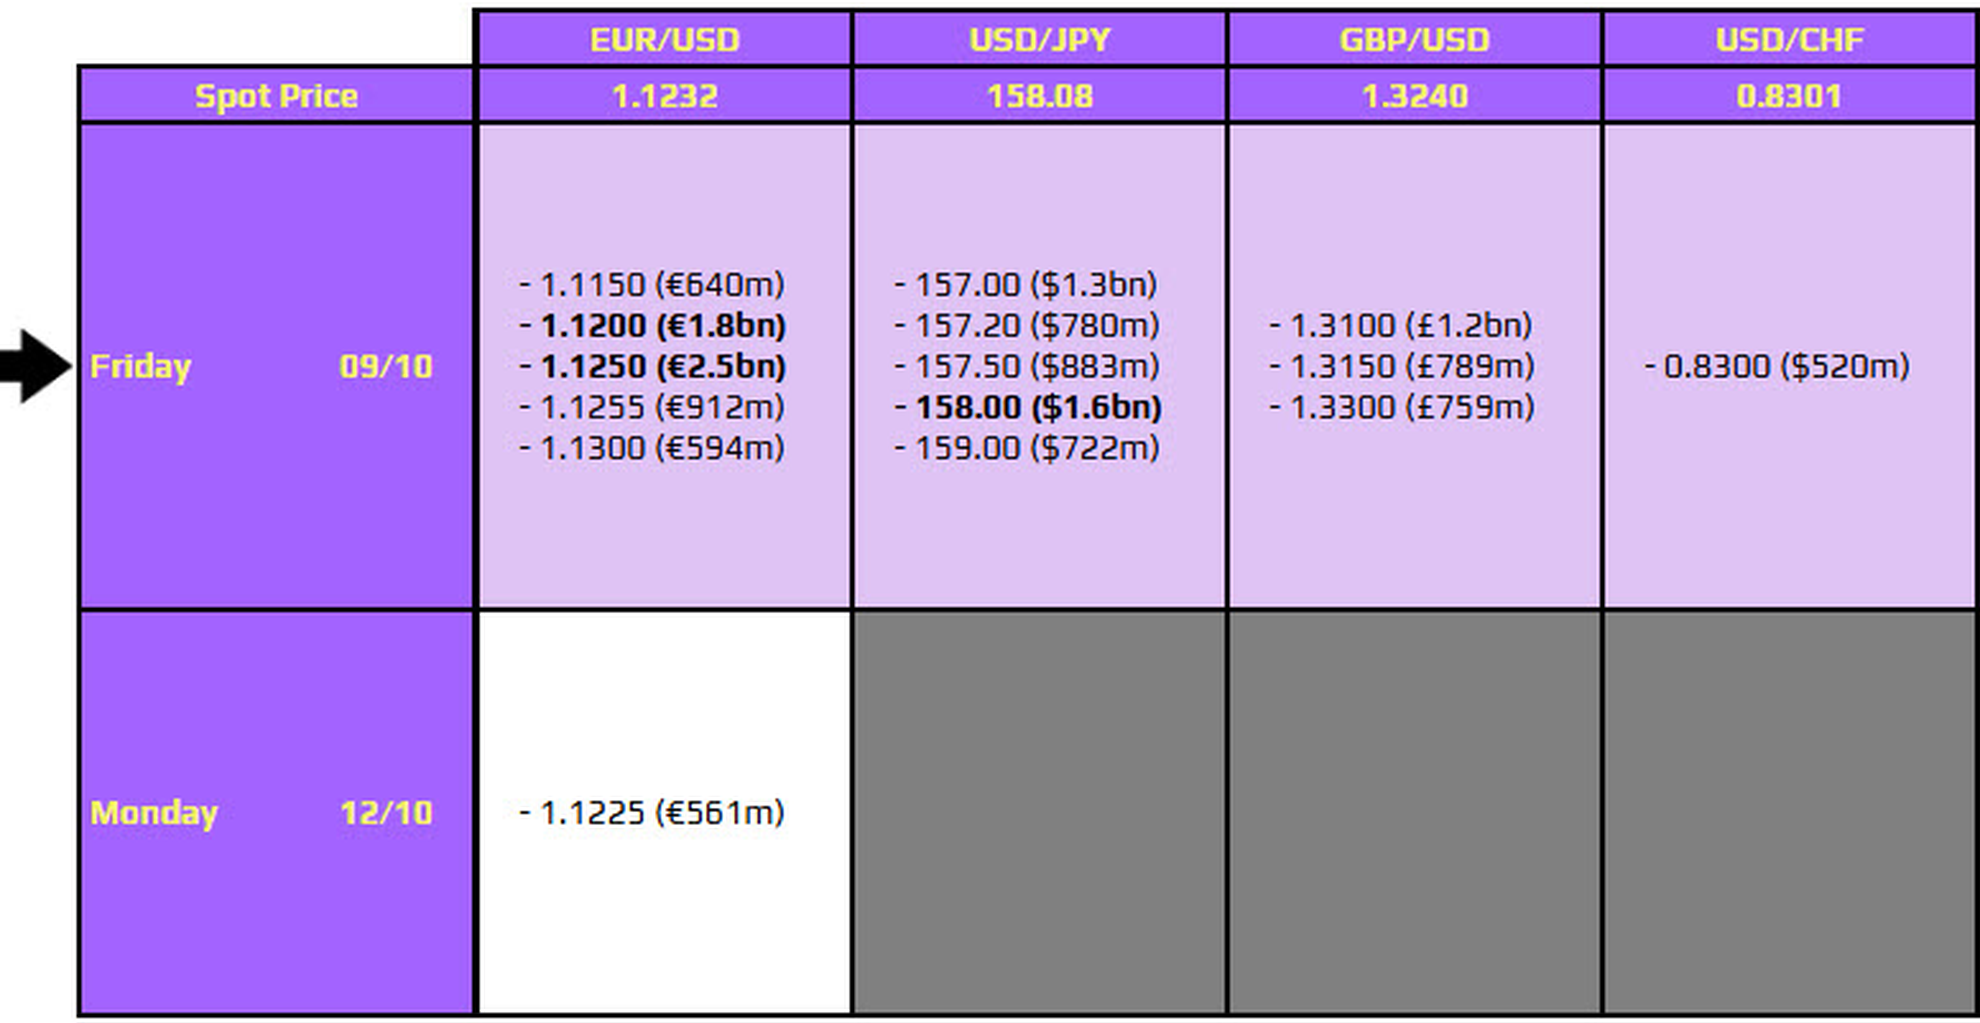 EUR/USD USD/JPY GBP/USD USD/CHF
Spot Price 1.1232 158.08 1.3240 0.8301
Friday 09/10
- 1.1150 (€640m)
- 1.1200 (€1.8bn)
- 1.1250 (€2.5bn)
- 1.1255 (€912m)
- 1.1300 (€594m)
- 157.00 ($1.3bn)
- 157.20 ($780m)
- 157.50 ($883m)
- 158.00 ($1.6bn)
- 159.00 ($722m)
- 1.3100 (£1.2bn)
- 1.3150 (£789m)
- 1.3300 (£759m)
- 0.8300 ($520m)
Monday 12/10
- 1.1225 (€561m)